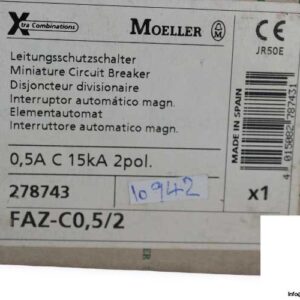 Xtra Combinations MOELLER
CE
JR50E
Leitungsschutzschalter
Miniature Circuit Breaker
Disjoncteur divisionaire
Interruptor automático magn.
Elementautomat
Interruttore automatico magn.
MADE IN SPAIN
4 015082 787431
0,5A C 15kA 2pol.
278743
10942
x1
FAZ-C0,5/2